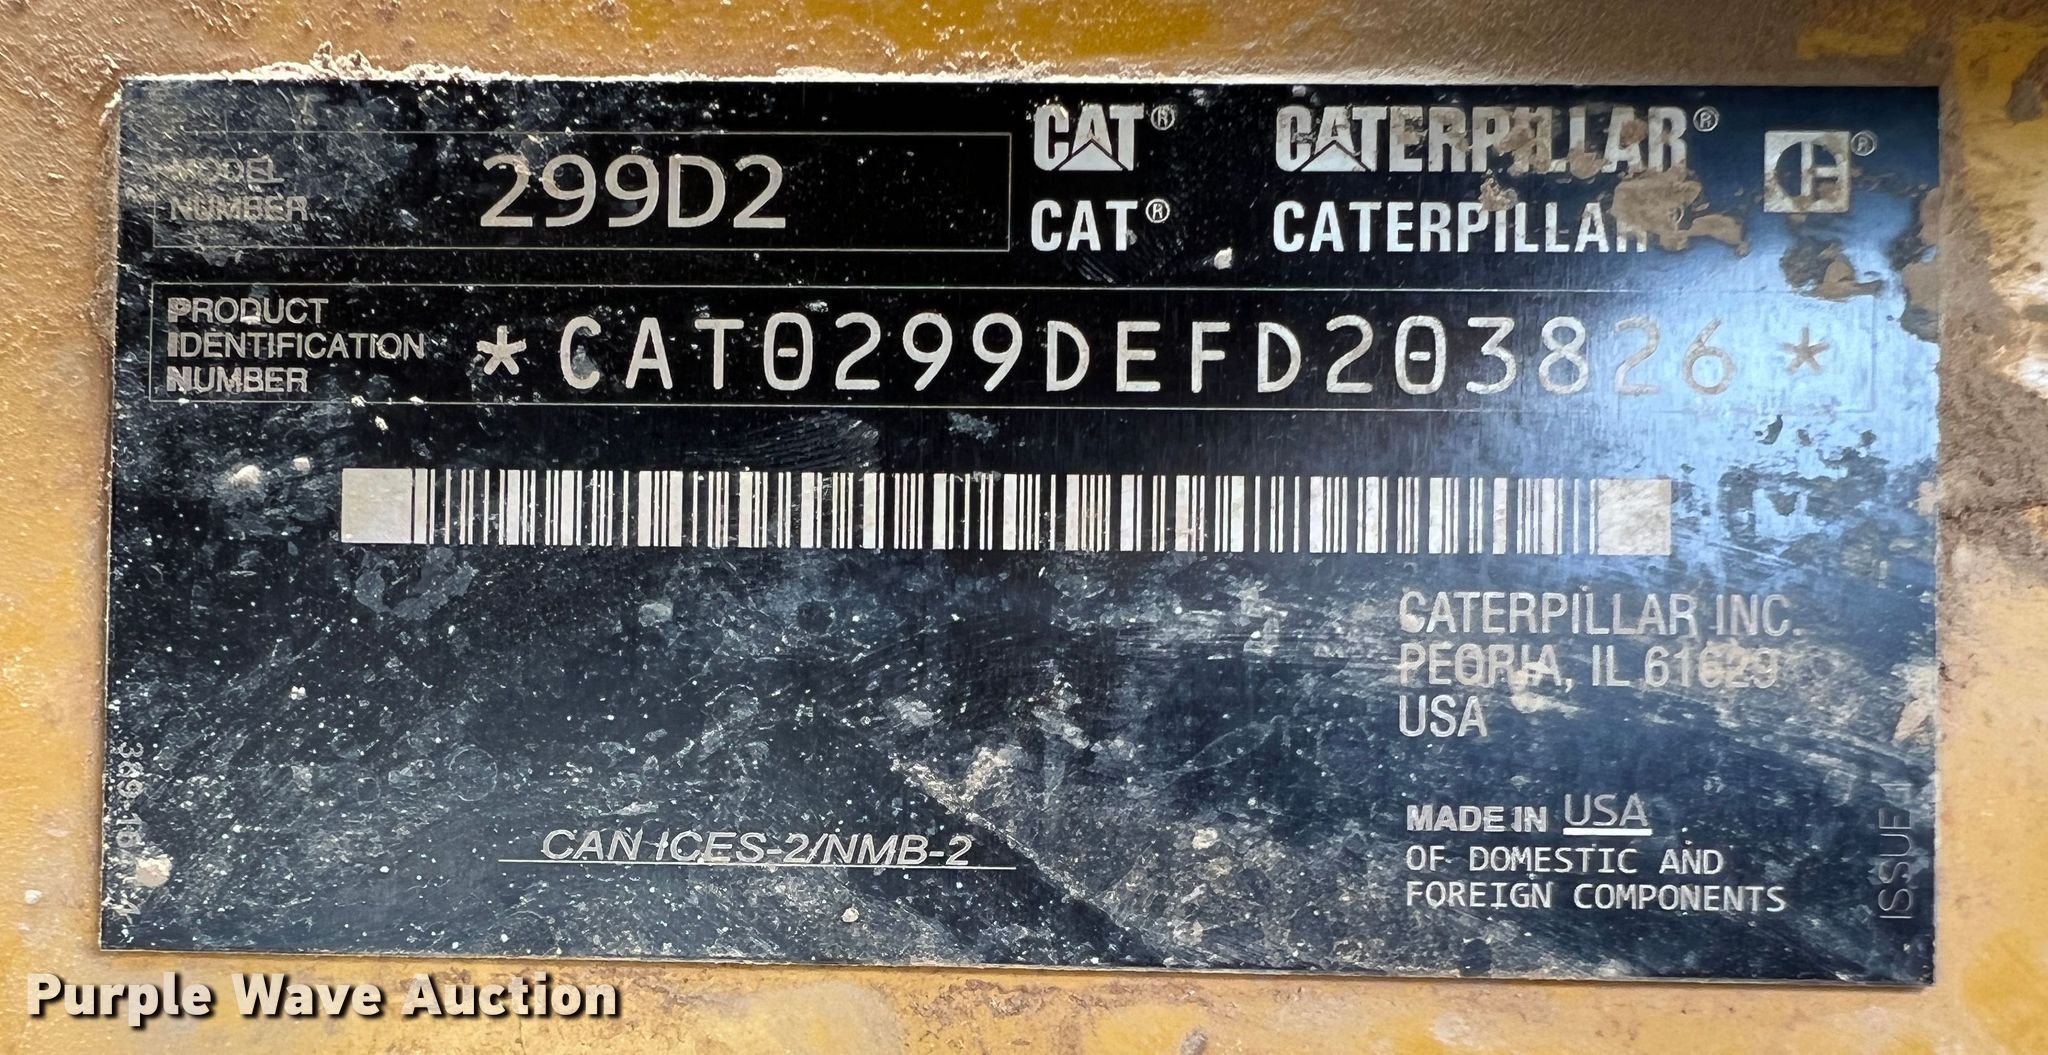 MODEL
NUMBER
299D2
CAT® CATERPILLAR® ®
CAT® CATERPILLAR
PRODUCT
IDENTIFICATION
NUMBER
*CAT0299DEFD203826*
CATERPILLAR INC.
PEORIA, IL 61629
USA
CAN ICES-2/NMB-2
MADE IN USA
OF DOMESTIC AND
FOREIGN COMPONENTS
ISSUE
Purple Wave Auction